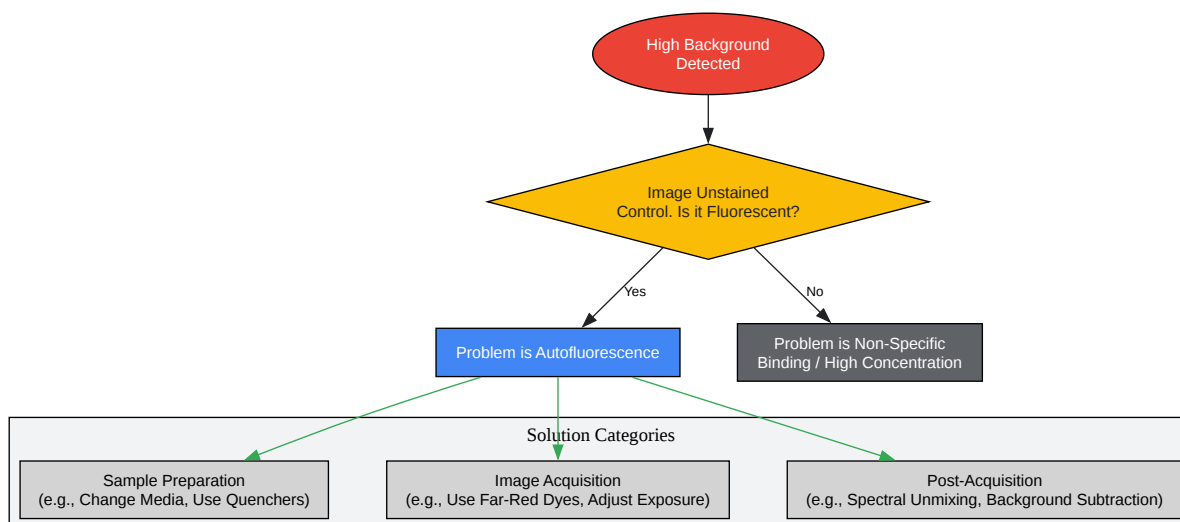 High Background
Detected
Image Unstained
Control. Is it Fluorescent?
Yes
No
Problem is Autofluorescence
Problem is Non-Specific
Binding / High Concentration
Solution Categories
Sample Preparation
(e.g., Change Media, Use Quenchers)
Image Acquisition
(e.g., Use Far-Red Dyes, Adjust Exposure)
Post-Acquisition
(e.g., Spectral Unmixing, Background Subtraction)